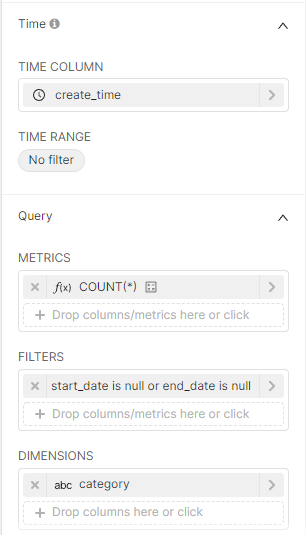 Time
TIME COLUMN
create_time
TIME RANGE
No filter
Query
METRICS
f(x) COUNT(*)
+ Drop columns/metrics here or click
FILTERS
start_date is null or end_date is null
+ Drop columns/metrics here or click
DIMENSIONS
abc category
+ Drop columns here or click